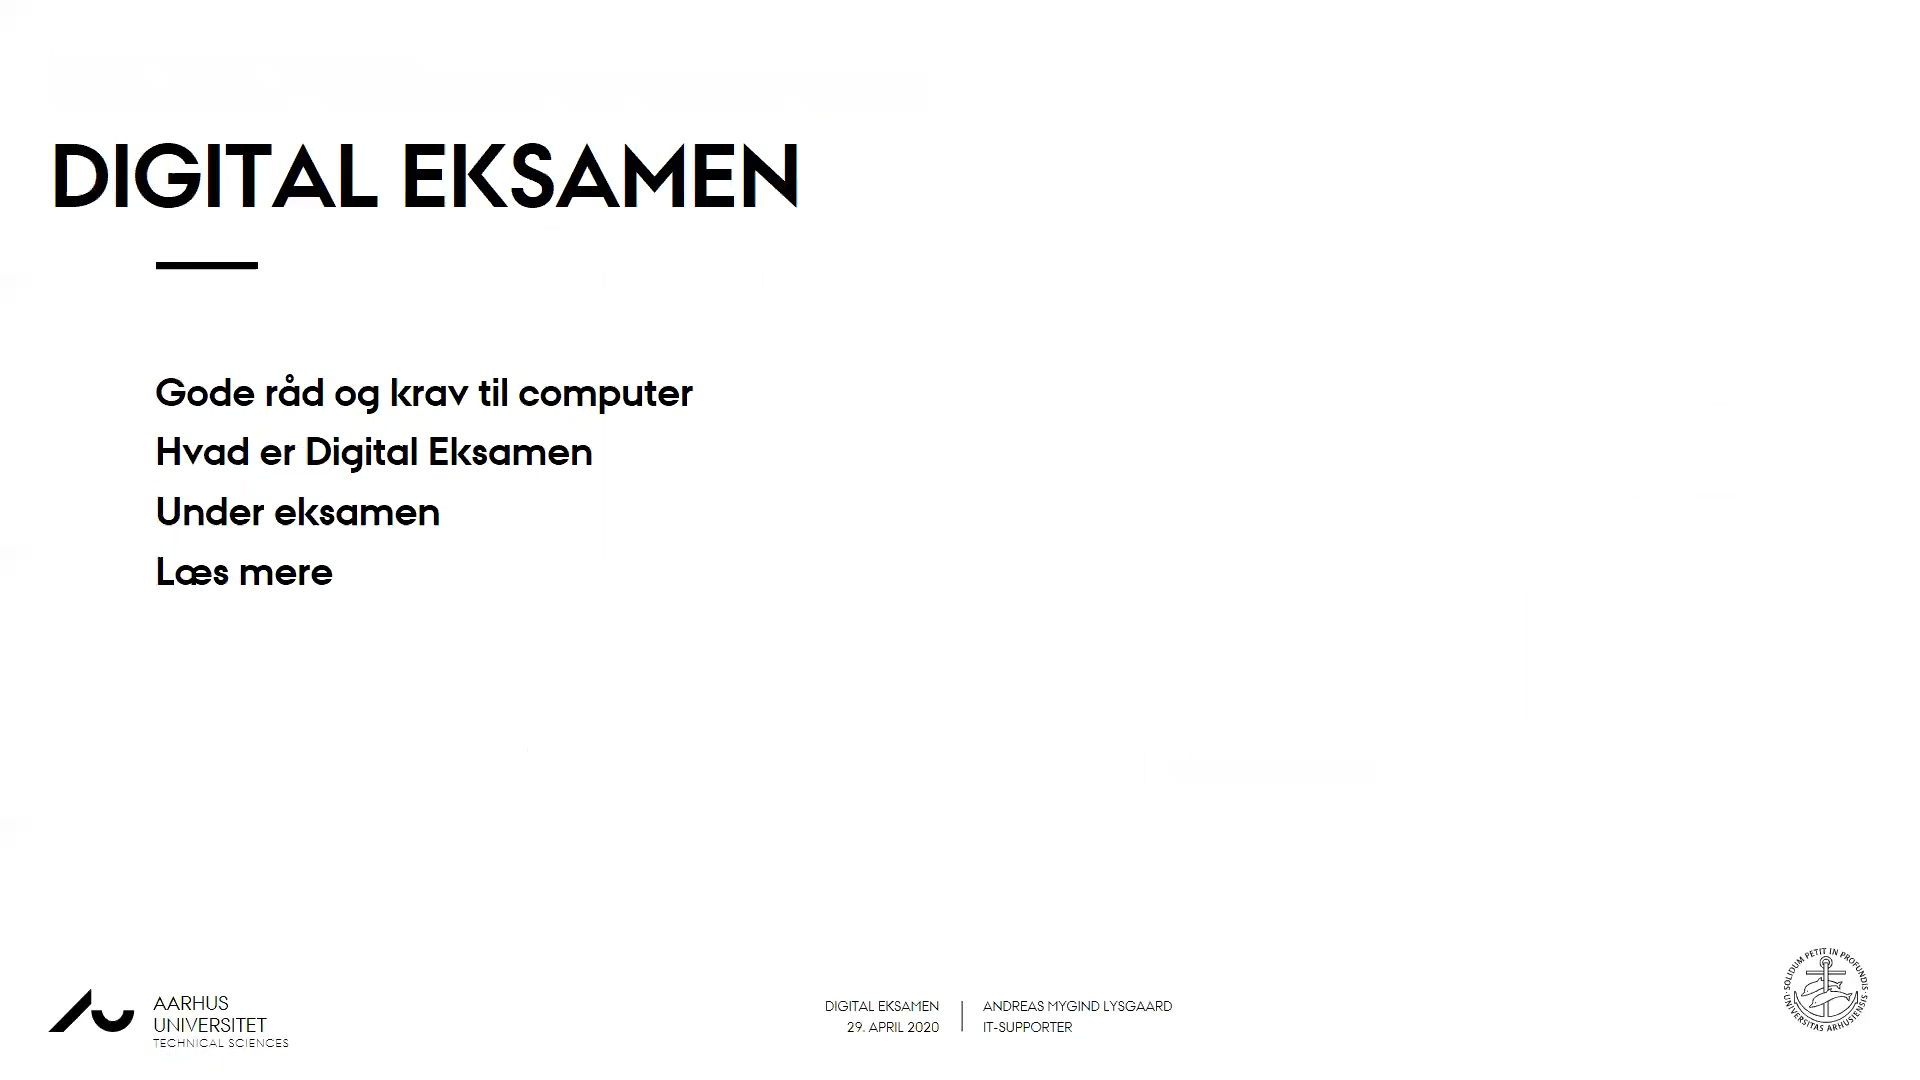 DIGITAL EKSAMEN
Gode råd og krav til computer
Hvad er Digital Eksamen
Under eksamen
Læs mere
AARHUS
UNIVERSITET
TECHNICAL SCIENCES
DIGITAL EKSAMEN
29. APRIL 2020
ANDREAS MYGIND LYSGAARD
IT-SUPPORTER
SOLIDUM PETIT IN PROFUNDIS
UNIVERSITAS ARHUSIENSIS